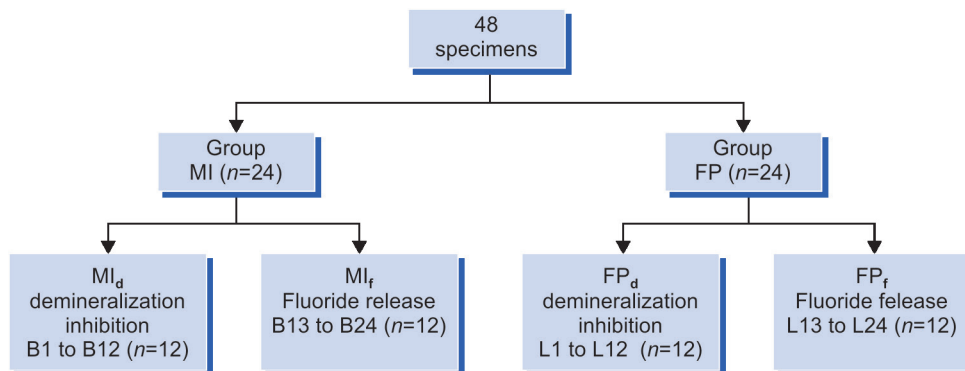 48
specimens
Group
MI (n=24)
Group
FP (n=24)
MId
demineralization
inhibition
B1 to B12 (n=12)
MIf
Fluoride release
B13 to B24 (n=12)
FPd
demineralization
inhibition
L1 to L12 (n=12)
FPf
Fluoride felease
L13 to L24 (n=12)